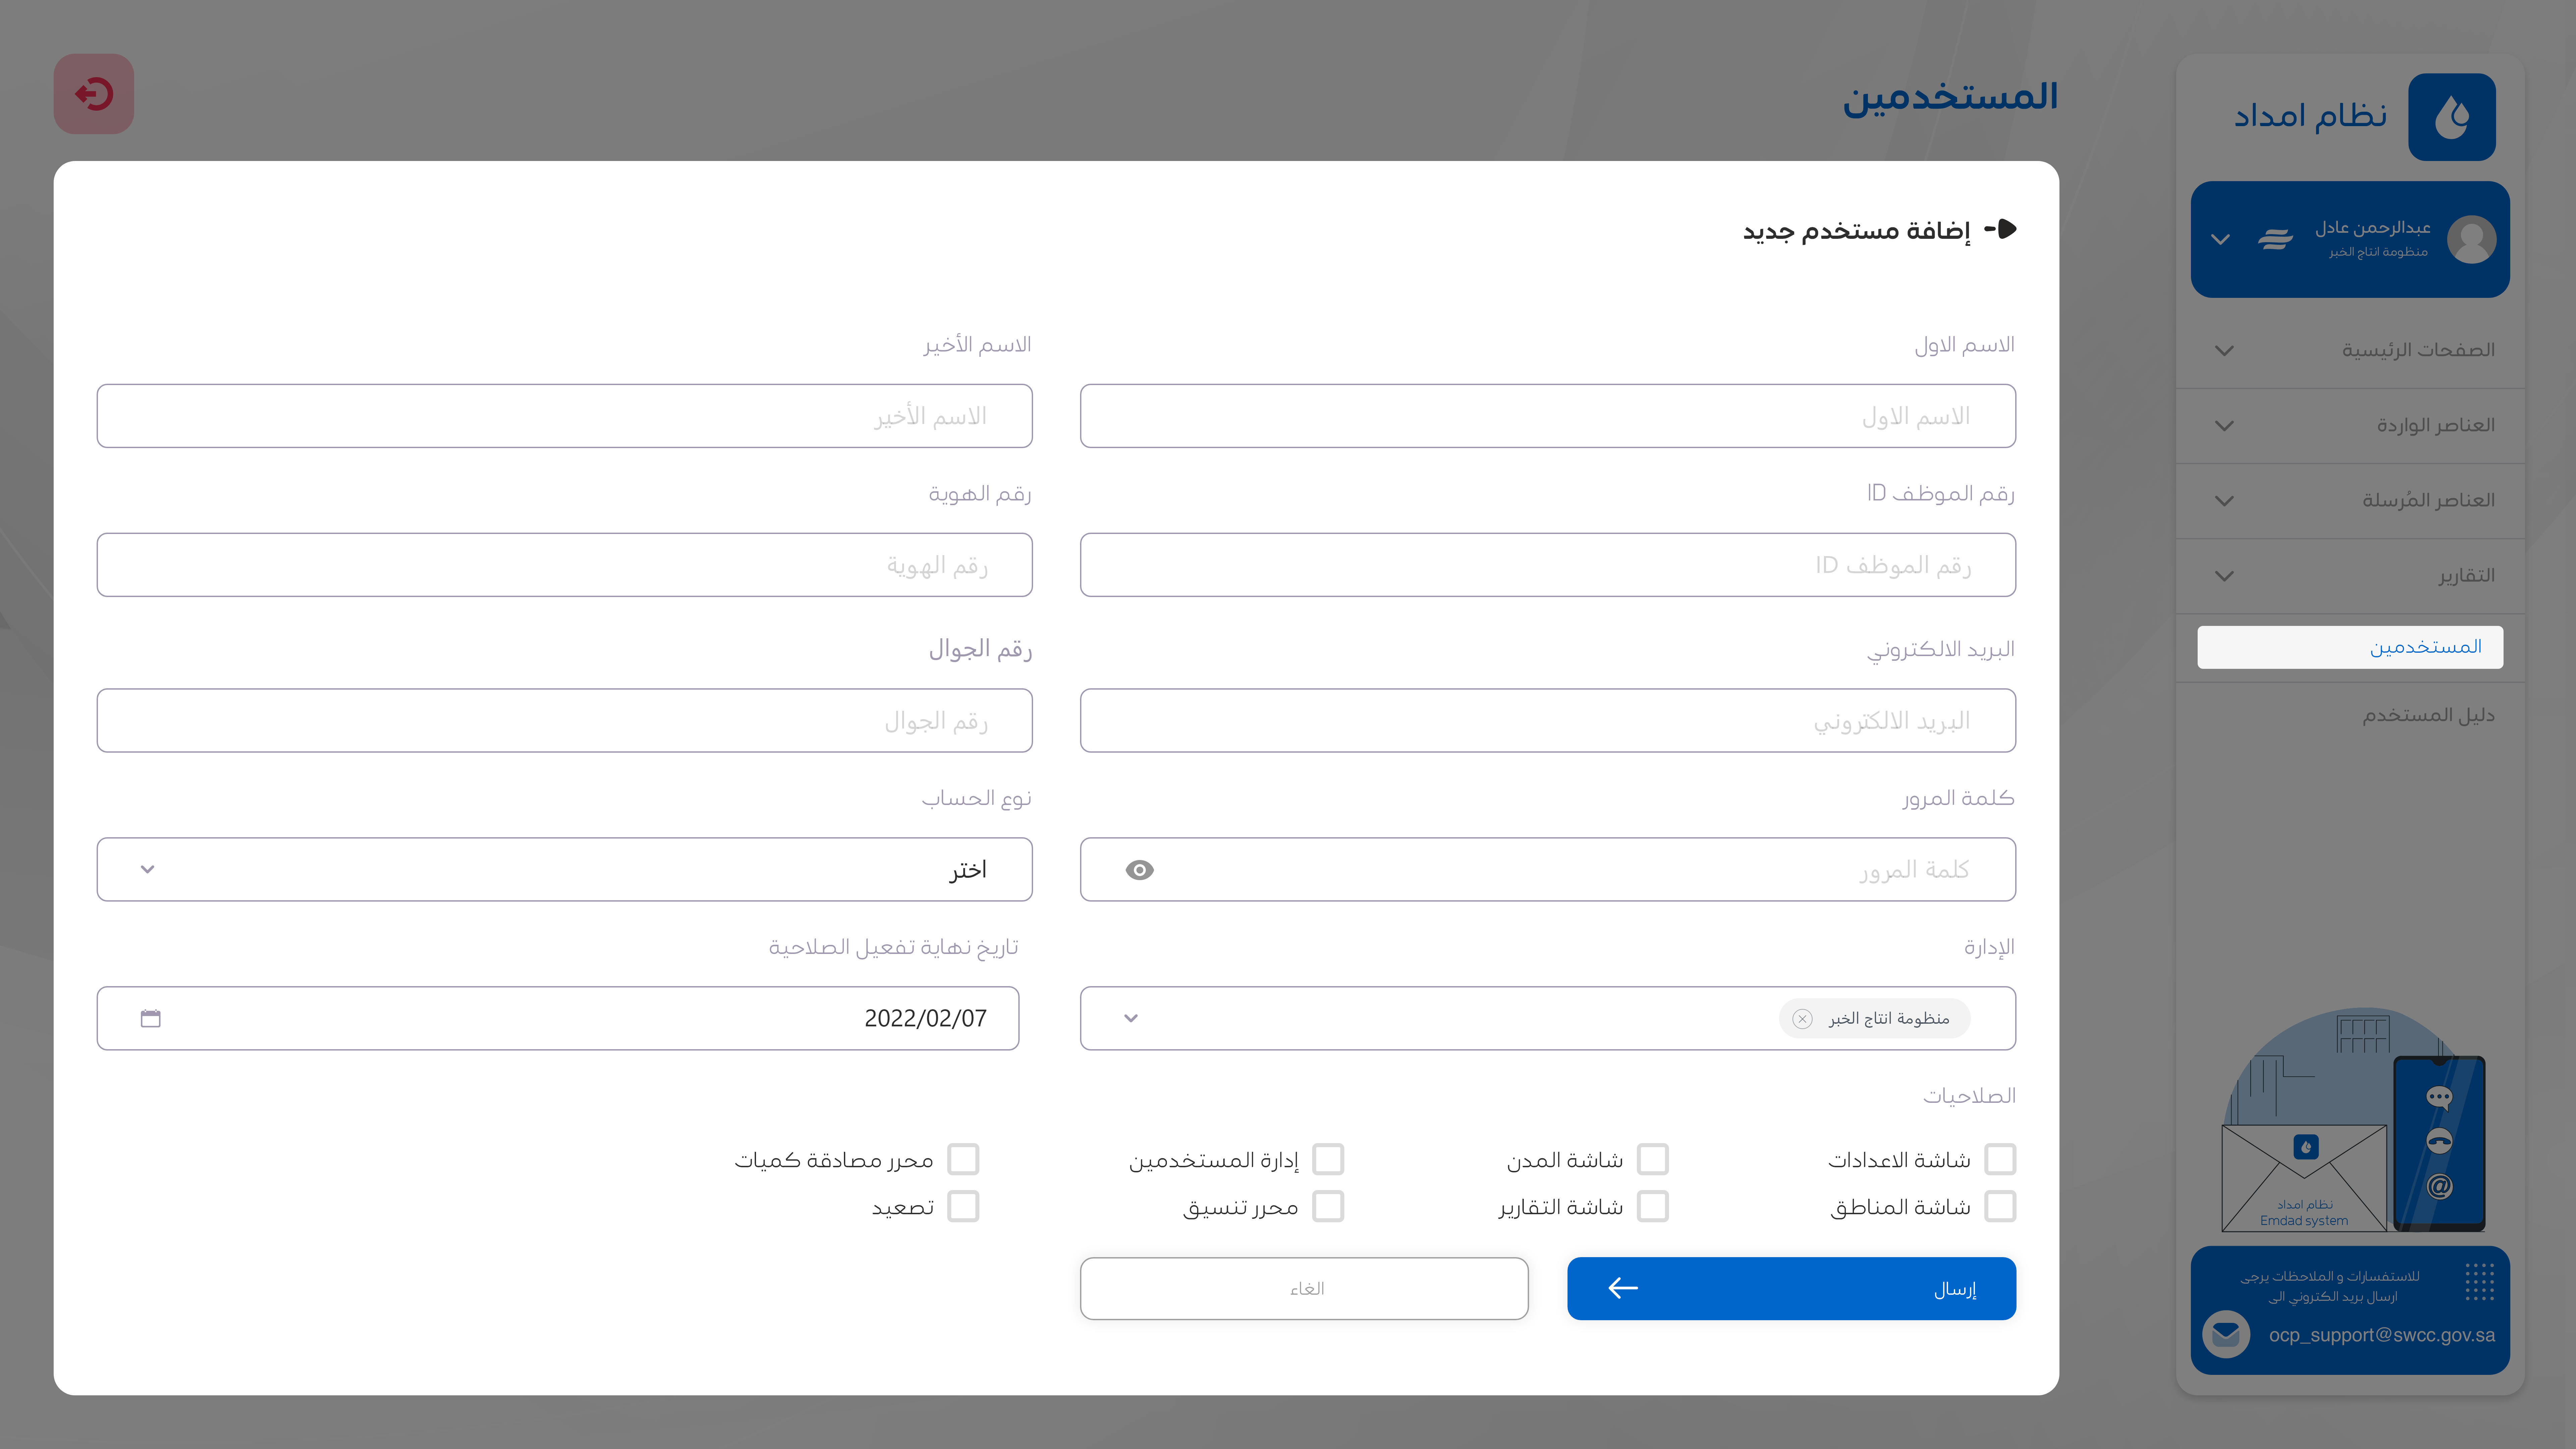 نظام امداد
عبدالرحمن عادل
منظومة انتاج الخبر
الصفحات الرئيسية
العناصر الواردة
العناصر المُرسلة
التقارير
المستخدمين
دليل المستخدم
نظام امداد
Emdad system
للاستفسارات و الملاحظات يرجى
ارسال بريد الكتروني الى
ocp_support@swcc.gov.sa
المستخدمين
إضافة مستخدم جديد
الاسم الاول
الاسم الأخير
الاسم الاول
الاسم الأخير
رقم الموظف ID
رقم الهوية
رقم الموظف ID
رقم الهوية
البريد الالكتروني
رقم الجوال
البريد الالكتروني
رقم الجوال
كلمة المرور
نوع الحساب
كلمة المرور
اختر
الإدارة
تاريخ نهاية تفعيل الصلاحية
منظومة انتاج الخبر
2022/02/07
الصلاحيات
شاشة الاعدادات
شاشة المدن
إدارة المستخدمين
محرر مصادقة كميات
شاشة المناطق
شاشة التقارير
محرر تنسيق
تصعيد
إرسال
الغاء